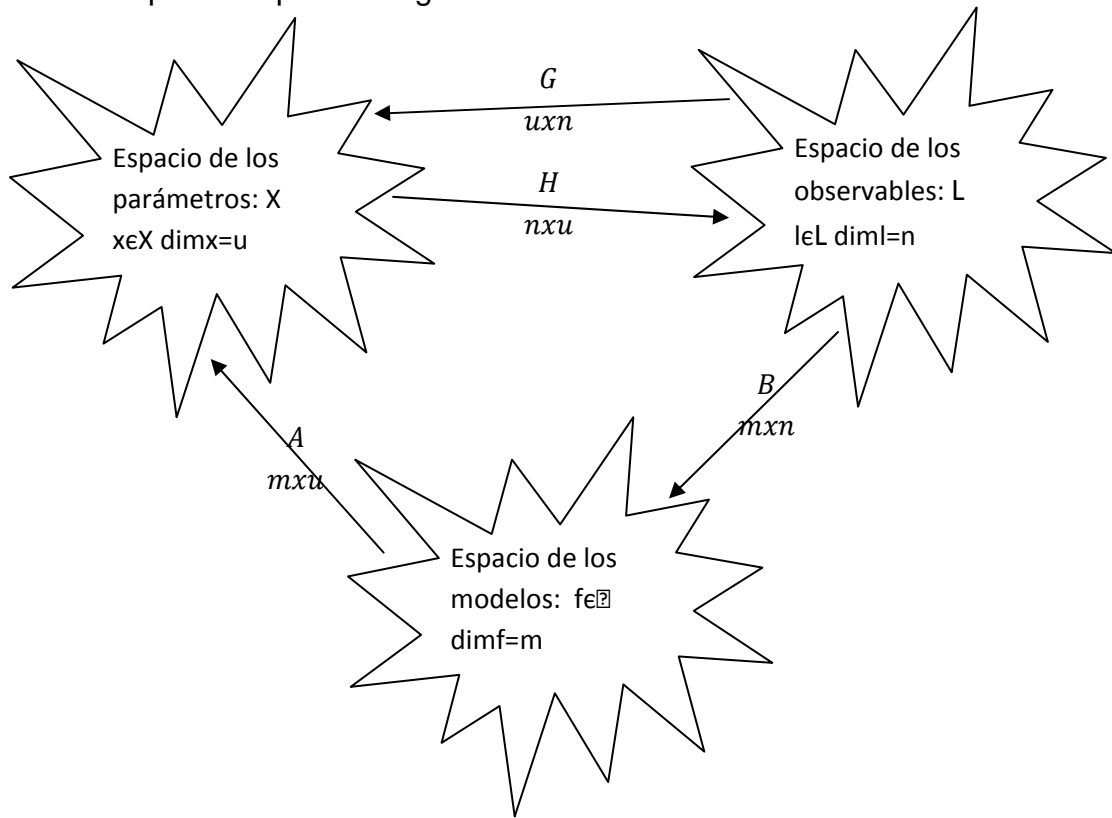 G
uxn
Espacio de los
parámetros: X
xϵX dimx=u
H
nxu
Espacio de los
observables: L
lϵL diml=n
A
mxu
B
mxn
Espacio de los
modelos: fϵ
dimf=m